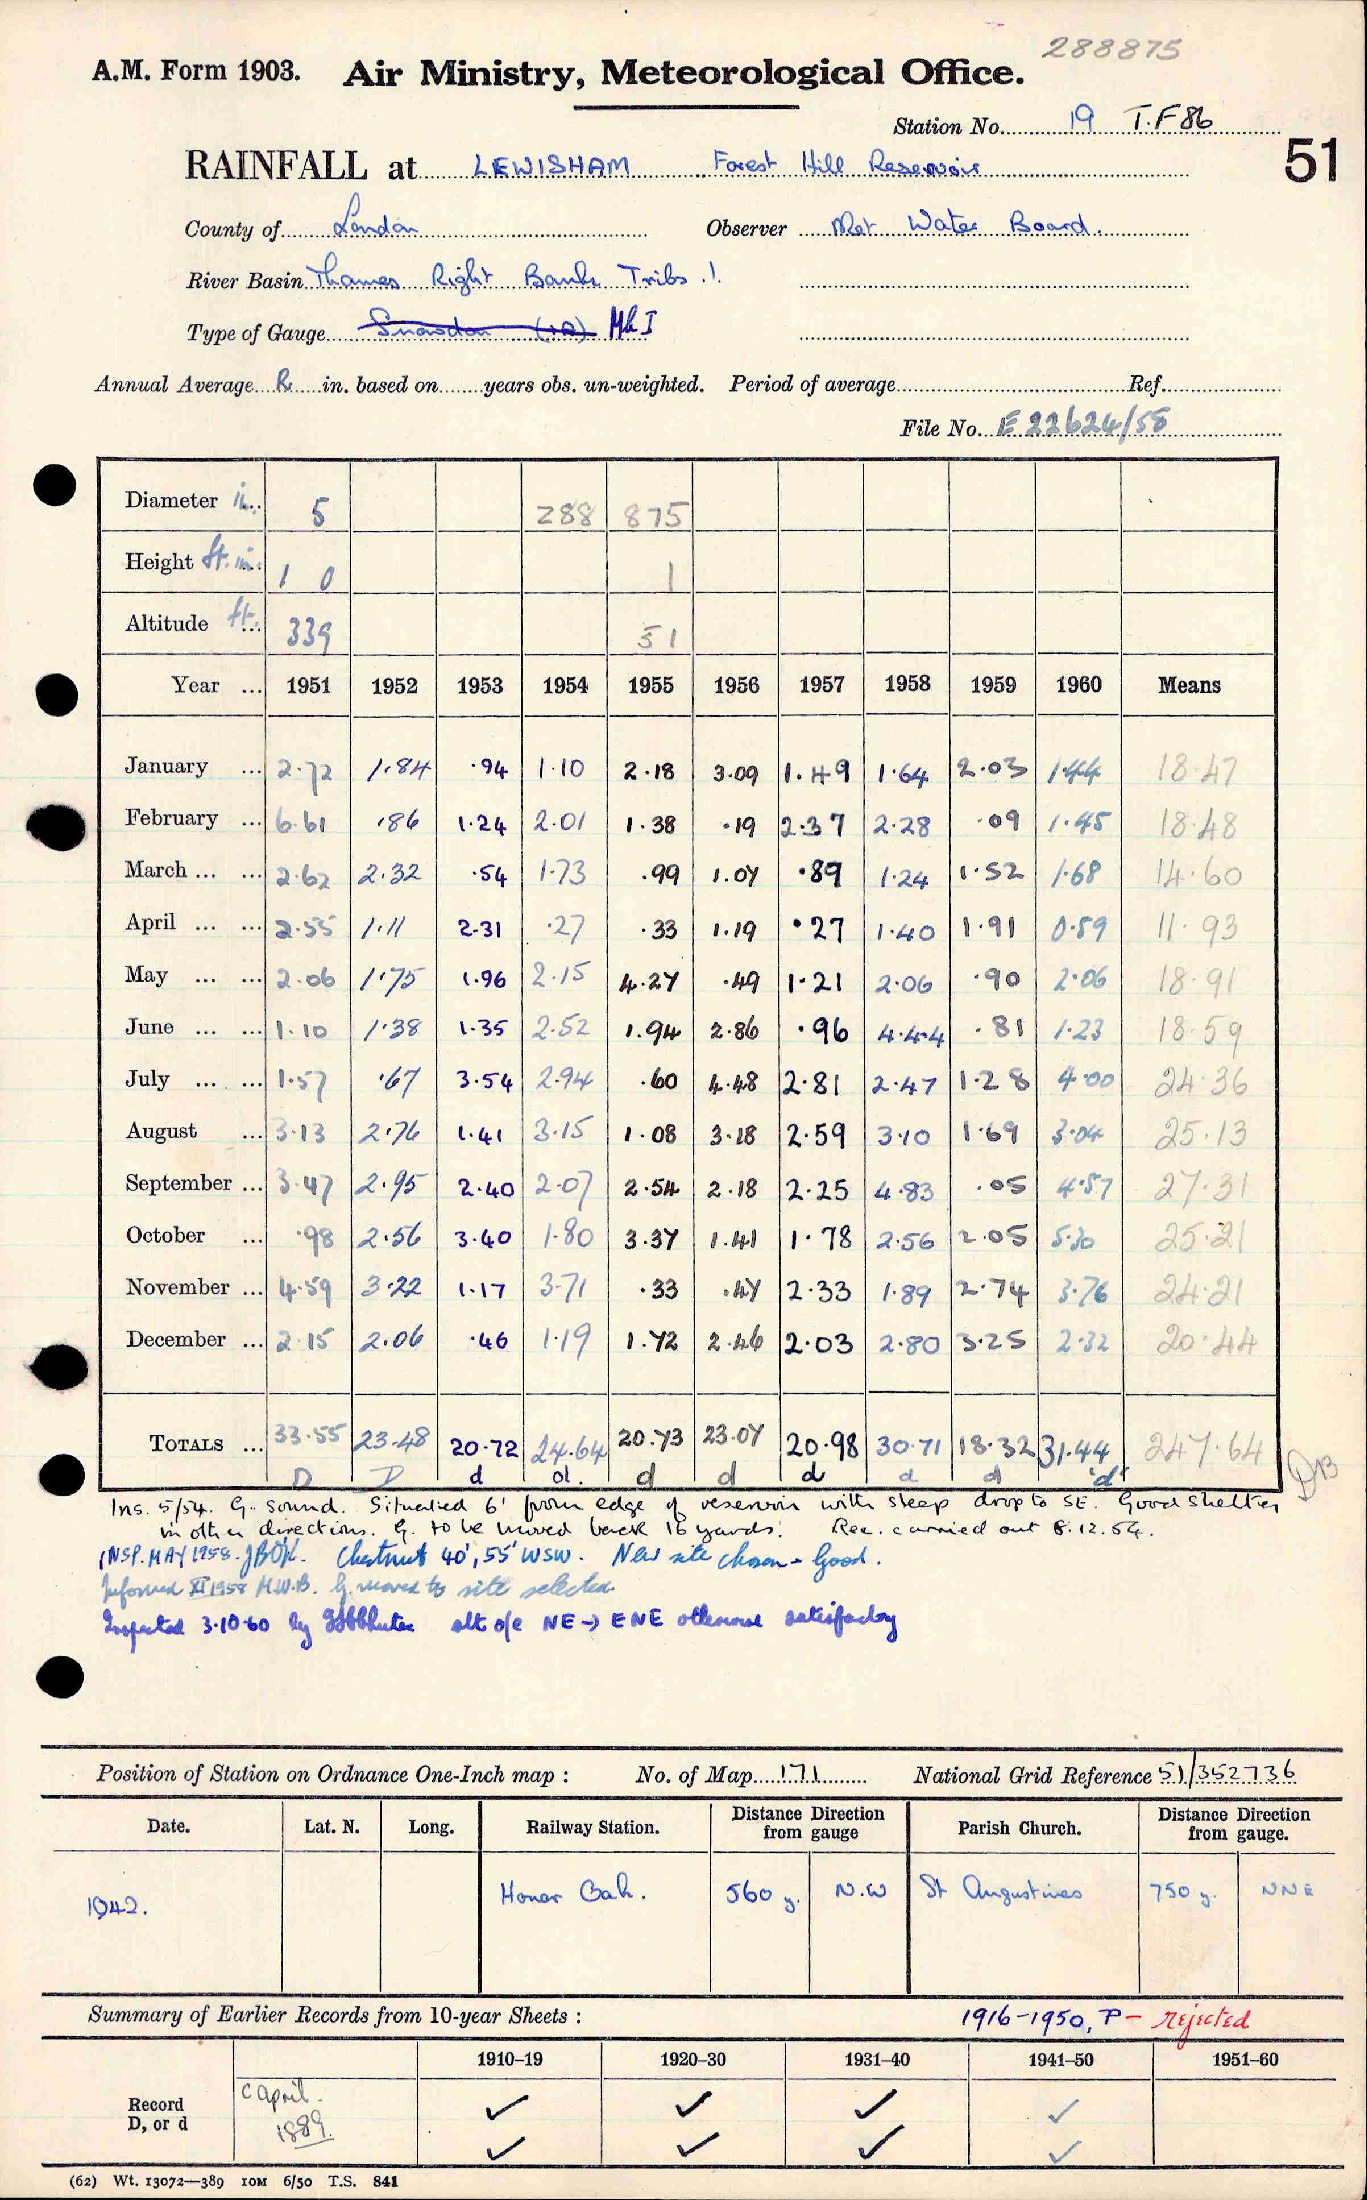 288875
A.M. Form 1903. Air Ministry, Meteorological Office.
Station No. 19 T.F86
51
RAINFALL at LEWISHAM Forest Hill Reservoir
County of London Observer Met Water Board.
River Basin Thames Right Bank Tribs 1
Type of Gauge Snowdon (1A) Mk I
Annual Average R in. based on years obs. un-weighted. Period of average Ref.
File No. E 22624/58
Diameter in. 5 288 875
Height ft. in. 1 0 1
Altitude ft. 339 51
Year ... 1951 1952 1953 1954 1955 1956 1957 1958 1959 1960 Means
January ... 2.72 1.84 .94 1.10 2.18 3.09 1.49 1.64 2.03 1.44 18.47
February ... 6.61 .86 1.24 2.01 1.38 .19 2.37 2.28 .09 1.45 18.48
March ... ... 2.62 2.32 .54 1.73 .99 1.07 .89 1.24 1.52 1.68 14.60
April ... ... 2.55 1.11 2.31 .27 .33 1.19 .27 1.40 1.91 0.59 11.93
May ... ... 2.06 1.75 1.96 2.15 4.27 .49 1.21 2.06 .90 2.06 18.91
June ... ... 1.10 1.38 1.35 2.52 1.94 2.86 .96 4.44 .81 1.23 18.59
July ... ... 1.57 .67 3.54 2.94 .60 4.48 2.81 2.47 1.28 4.00 24.36
August ... 3.13 2.76 1.41 3.15 1.08 3.18 2.59 3.10 1.69 3.04 25.13
September ... 3.47 2.95 2.40 2.07 2.54 2.18 2.25 4.83 .05 4.57 27.31
October ... .98 2.56 3.40 1.80 3.37 1.41 1.78 2.56 2.05 5.30 25.21
November ... 4.59 3.22 1.17 3.71 .33 .47 2.33 1.89 2.74 3.76 24.21
December ... 2.15 2.06 .46 1.19 1.72 2.46 2.03 2.80 3.25 2.32 20.44
TOTALS ... 33.55 23.48 20.72 24.64 20.73 23.07 20.98 30.71 18.32 31.44 247.64
D D d d. d d d d d 'd' DB
Ins. 5/54. G. sound. Situated 6' from edge of reservoir with steep drop to SE. Good shelter
in other directions. G. to be moved back 16 yards. Rec. carried out 8.12.54.
INSP. MAY 1958. Chestnut 40', 55' WSW. New site chosen - Good.
Informed XI 1958 M.W.B. G. moved to site selected
Inspected 3.10.60 by alt o/c NE → ENE otherwise satisfactory
Position of Station on Ordnance One-Inch map : No. of Map 171 National Grid Reference 51/352736
Date. Lat. N. Long. Railway Station. Distance Direction from gauge Parish Church. Distance Direction from gauge.
1942. Honor Oak. 560 y. N.W St Augustines 750 y. NNE
Summary of Earlier Records from 10-year Sheets : 1916-1950, P - rejected
1910–19 1920–30 1931–40 1941–50 1951–60
Record D, or d c April. 1889 ✓ ✓ ✓ ✓
✓ ✓ ✓ ✓
(62) Wt. 13072—389 10M 6/50 T.S. 841